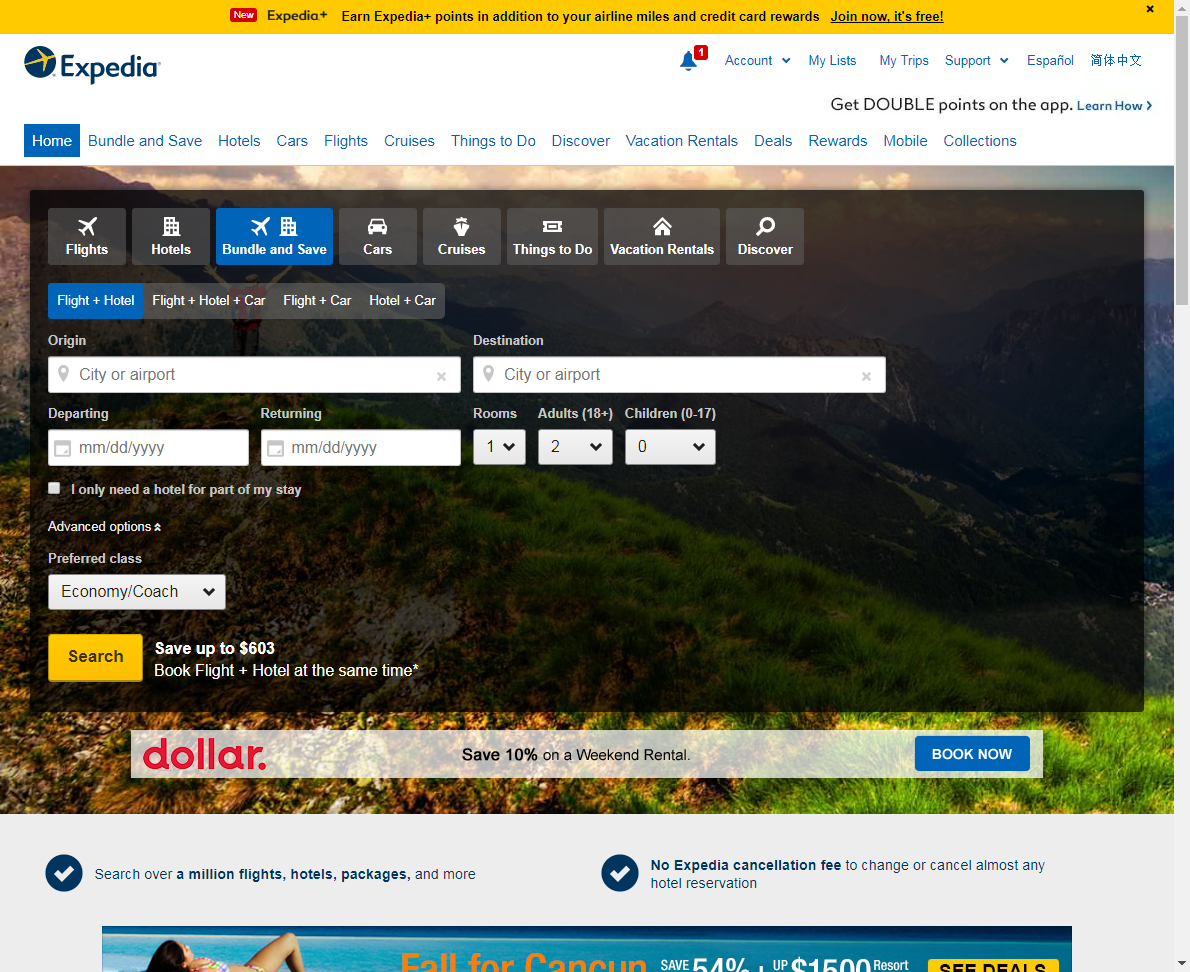 New Expedia+ Earn Expedia+ points in addition to your airline miles and credit card rewards Join now, it's free!
Expedia
1 Account My Lists My Trips Support Español 简体中文
Get DOUBLE points on the app. Learn How
Home Bundle and Save Hotels Cars Flights Cruises Things to Do Discover Vacation Rentals Deals Rewards Mobile Collections
Flights Hotels Bundle and Save Cars Cruises Things to Do Vacation Rentals Discover
Flight + Hotel Flight + Hotel + Car Flight + Car Hotel + Car
Origin Destination
City or airport City or airport
Departing Returning Rooms Adults (18+) Children (0-17)
mm/dd/yyyy mm/dd/yyyy 1 2 0
I only need a hotel for part of my stay
Advanced options
Preferred class
Economy/Coach
Search
Save up to $603
Book Flight + Hotel at the same time*
dollar. Save 10% on a Weekend Rental. BOOK NOW
Search over a million flights, hotels, packages, and more
No Expedia cancellation fee to change or cancel almost any
hotel reservation
Fall for Cancun SAVE 54% + UP $1500 Resort SEE DEALS